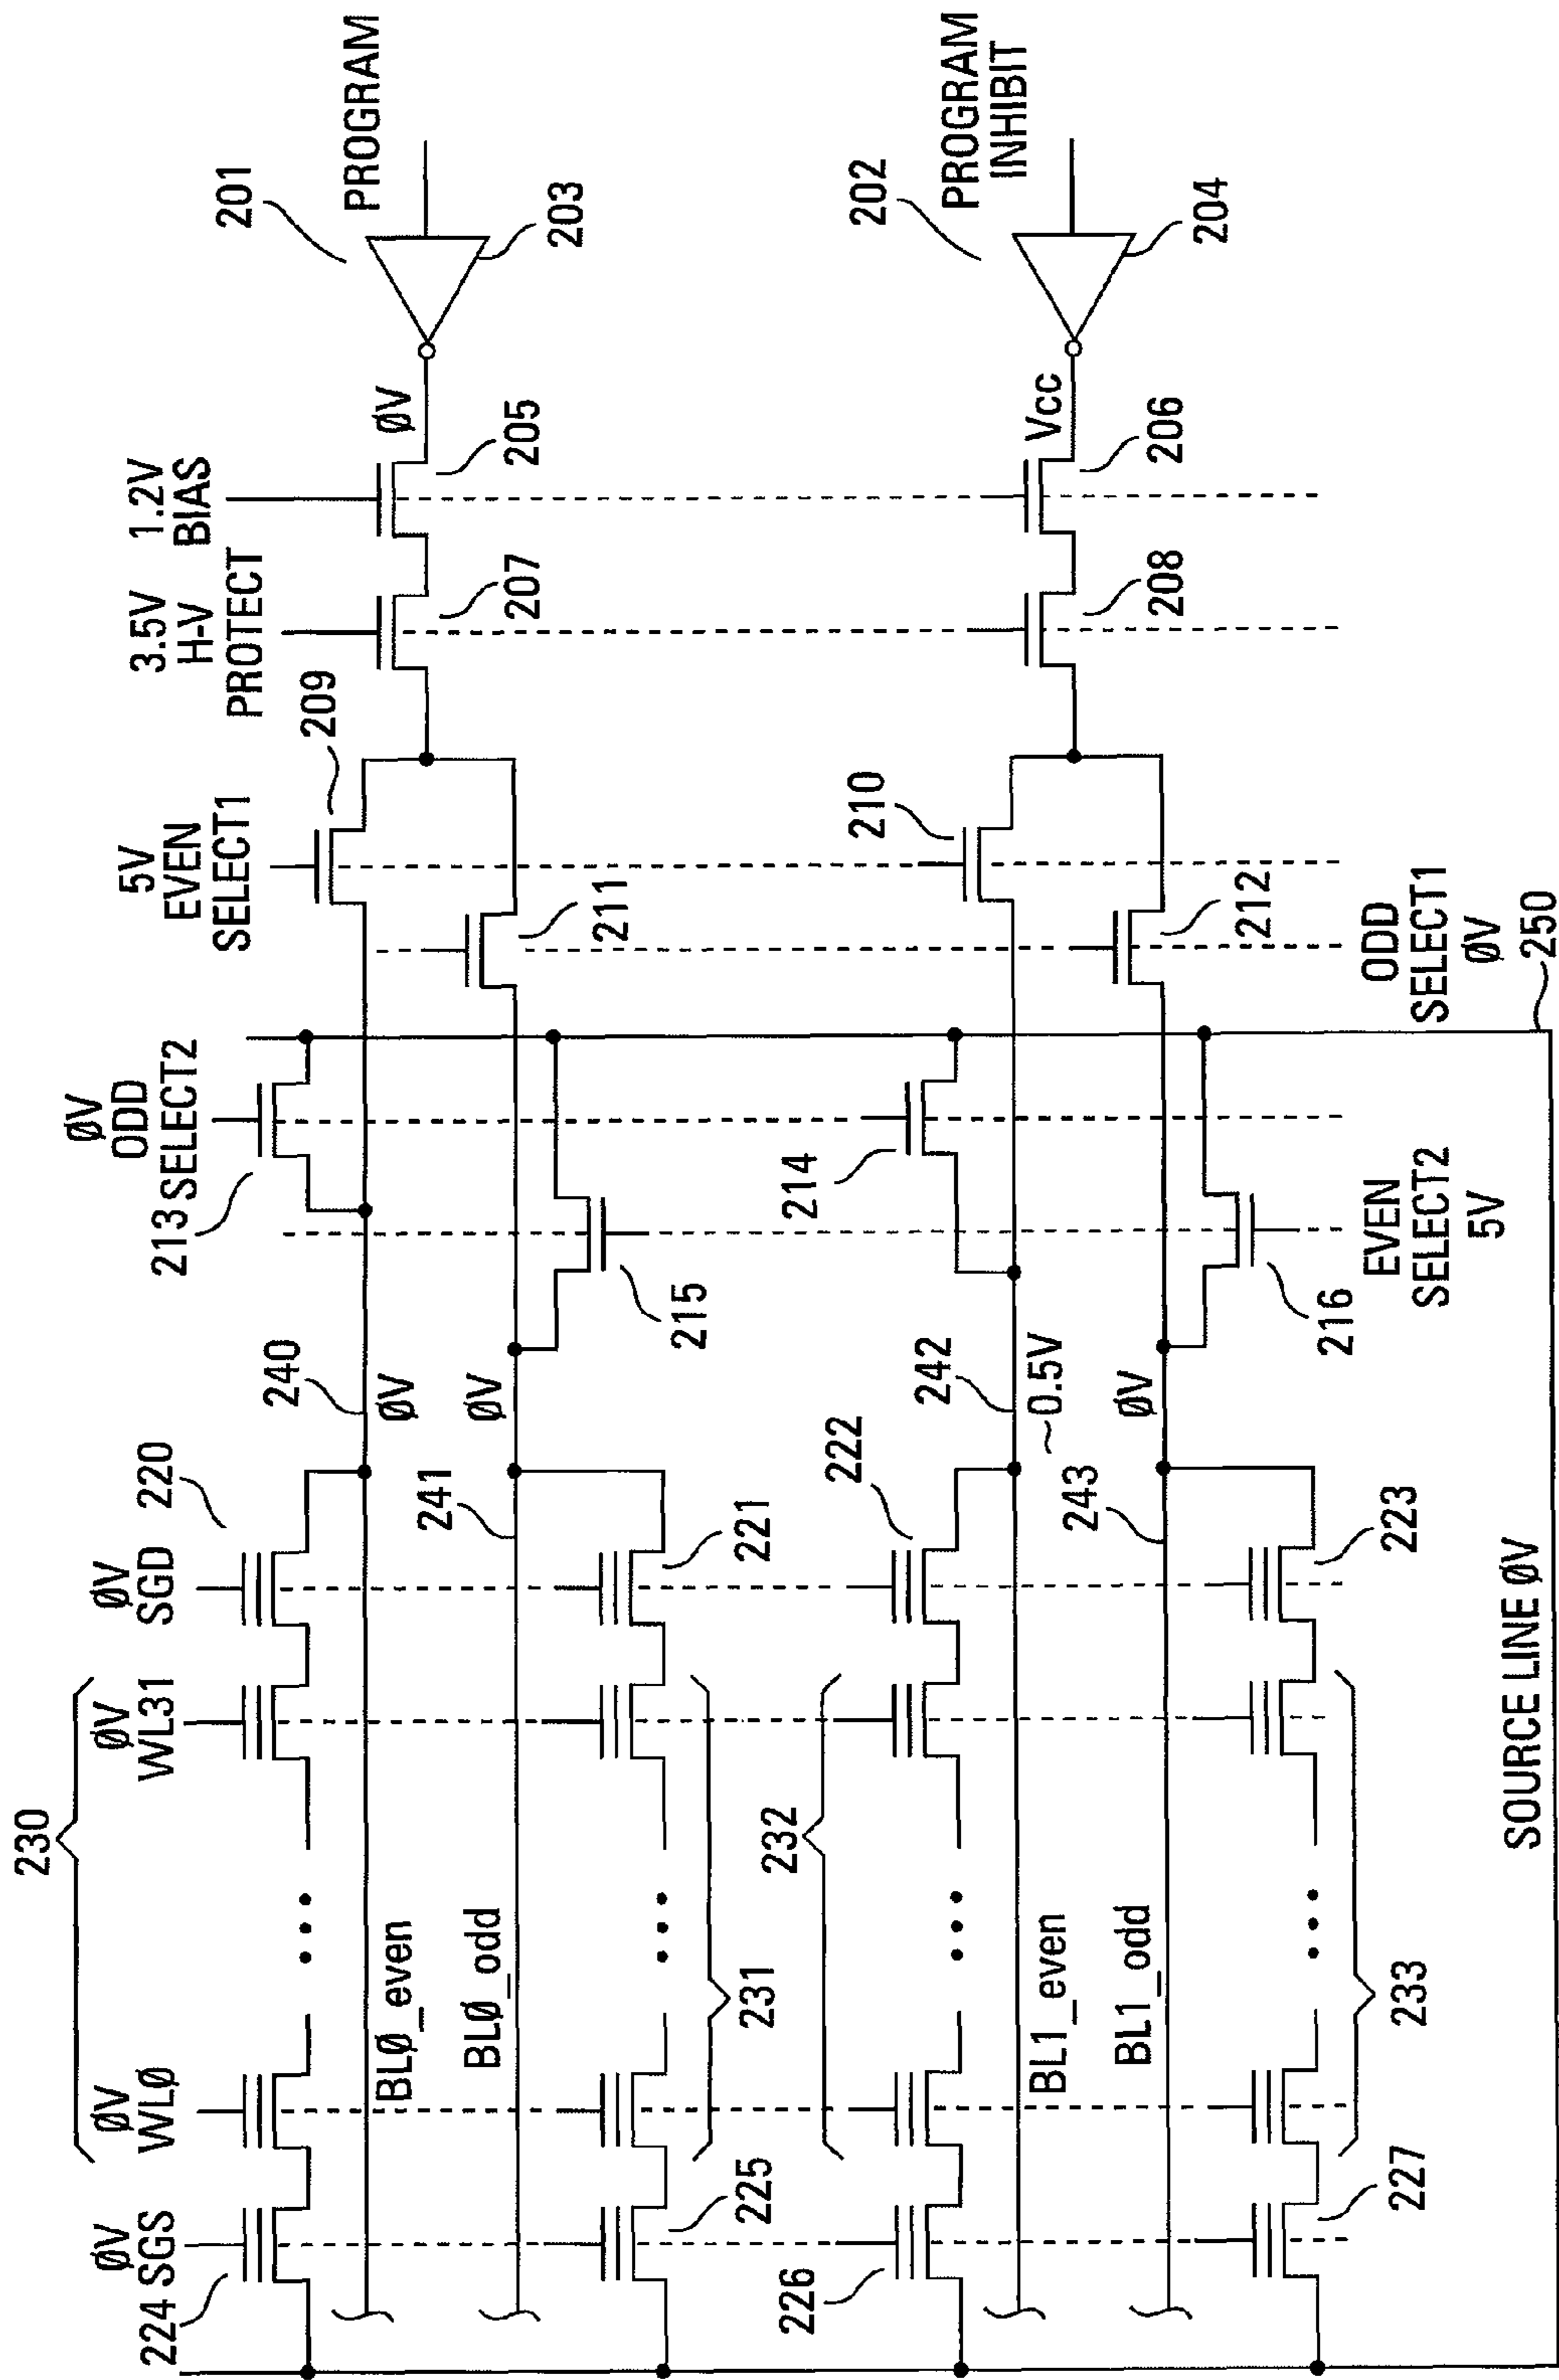 PROGRAM
201
203
ØV
205
1.2V
BIAS
207
3.5V
H-V
PROTECT
209
5V
EVEN
SELECT1
211
ØV
ODD
SELECT2
213
215
240
ØV
ØV
220
241
221
ØV
SGD
ØV
WL31
230
BLØ_even
BLØ_odd
231
ØV
WLØ
ØV
SGS
224
225
PROGRAM
INHIBIT
202
204
Vcc
206
208
210
212
ODD
SELECT1
ØV
250
214
216
EVEN
SELECT2
5V
242
~0.5V
ØV
222
243
223
232
BL1_even
BL1_odd
233
226
227
SOURCE LINE ØV